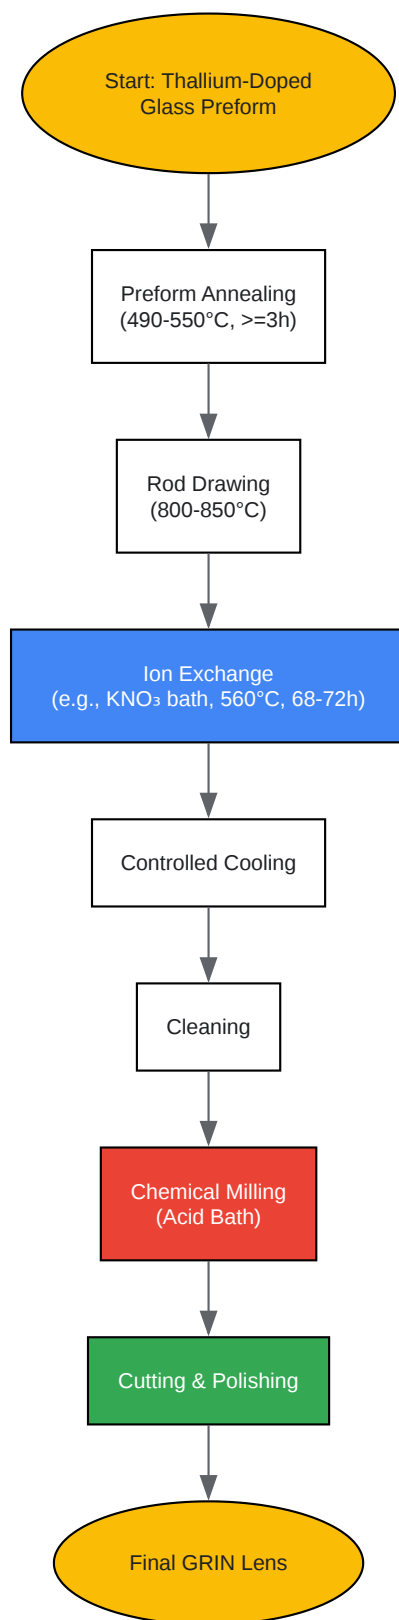 Start: Thallium-Doped
Glass Preform
Preform Annealing
(490-550°C, >=3h)
Rod Drawing
(800-850°C)
Ion Exchange
(e.g., KNO₃ bath, 560°C, 68-72h)
Controlled Cooling
Cleaning
Chemical Milling
(Acid Bath)
Cutting & Polishing
Final GRIN Lens